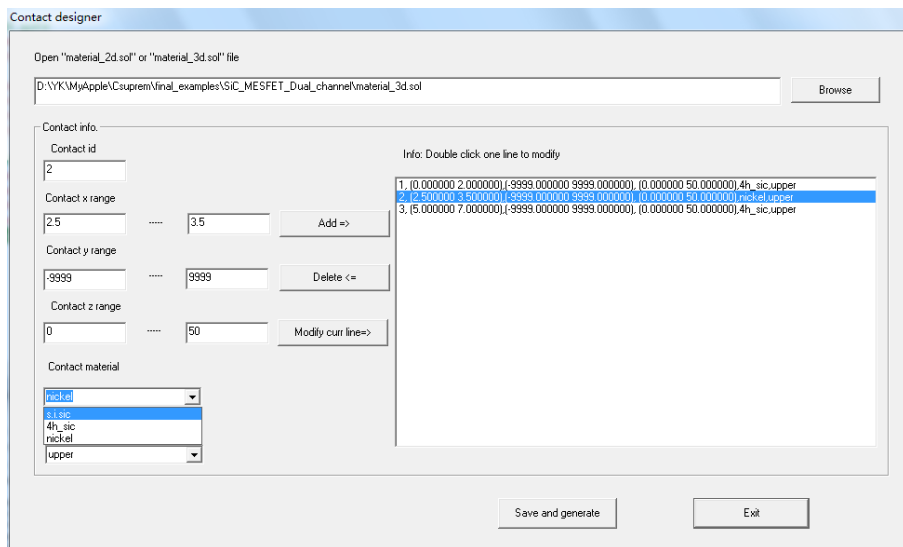 Contact designer
Open "material_2d.sol" or "material_3d.sol" file
D:\YK\MyApple\Csuprem\final_examples\SiC_MESFET_Dual_channel\material_3d.sol
Browse
Contact info.
Contact id
Info: Double click one line to modify
2
1, (0.000000 2.000000),(-9999.000000 9999.000000), (0.000000 50.000000),4h_sic,upper
2, (2.500000 3.500000),(-9999.000000 9999.000000), (0.000000 50.000000),nickel,upper
3, (5.000000 7.000000),(-9999.000000 9999.000000), (0.000000 50.000000),4h_sic,upper
Contact x range
2.5 ----- 3.5 Add =>
Contact y range
-9999 ----- 9999 Delete <=
Contact z range
0 ----- 50 Modify curr line=>
Contact material
nickel
s.i.sic
4h_sic
nickel
upper
Save and generate
Exit